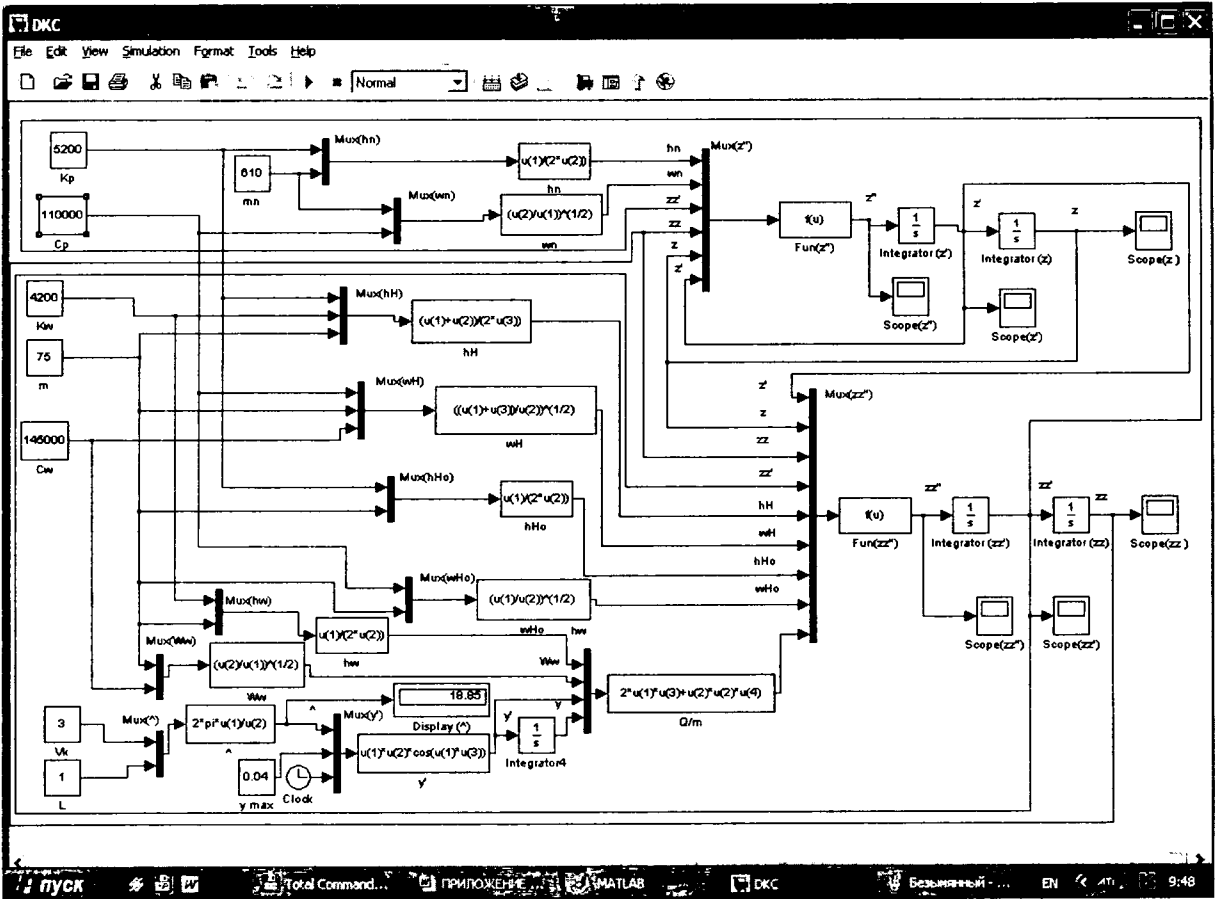 DKC
File Edit View Simulation Format Tools Help
Normal
5200
Kp
Mux(hn)
610
mn
u(1)/(2*u(2))
hn
hn
Mux(z'')
110000
Cp
Mux(wn)
(u(2)/u(1))^(1/2)
wn
wn
zz'
zz
z
z'
f(u)
Fun(z'')
z''
1
s
Integrator (z')
z'
1
s
Integrator (z)
z
Scope(z )
Scope(z'')
Scope(z')
4200
Kw
Mux(hH)
(u(1)+u(2))/(2*u(3))
hH
75
m
Mux(wH)
((u(1)+u(3))/u(2))^(1/2)
wH
Mux(zz'')
z'
z
zz
zz'
hH
wH
hHo
wHo
145000
Cw
Mux(hHo)
u(1)/(2*u(2))
hHo
f(u)
Fun(zz'')
zz''
1
s
Integrator (zz')
zz'
1
s
Integrator (zz)
zz
Scope(zz )
Scope(zz'')
Scope(zz')
Mux(wHo)
(u(1)/u(2))^(1/2)
wHo
Mux(hw)
u(1)/(2*u(2))
hw
hw
Mux(Ww)
(u(2)/u(1))^(1/2)
Ww
Ww
18.85
Display (^)
2*u(1)*u(3)+u(2)*u(2)*u(4)
Q/m
3
Vk
Mux(^)
2*pi*u(1)/u(2)
^
^
Mux(y')
u(1)*u(2)*cos(u(1)*u(3))
y'
y'
y
1
s
Integrator4
1
L
0.04
y max
Clock
пуск
Total Command...
ПРИЛОЖЕНИЕ ...
MATLAB
DKC
Безымянный - ...
EN
9:48